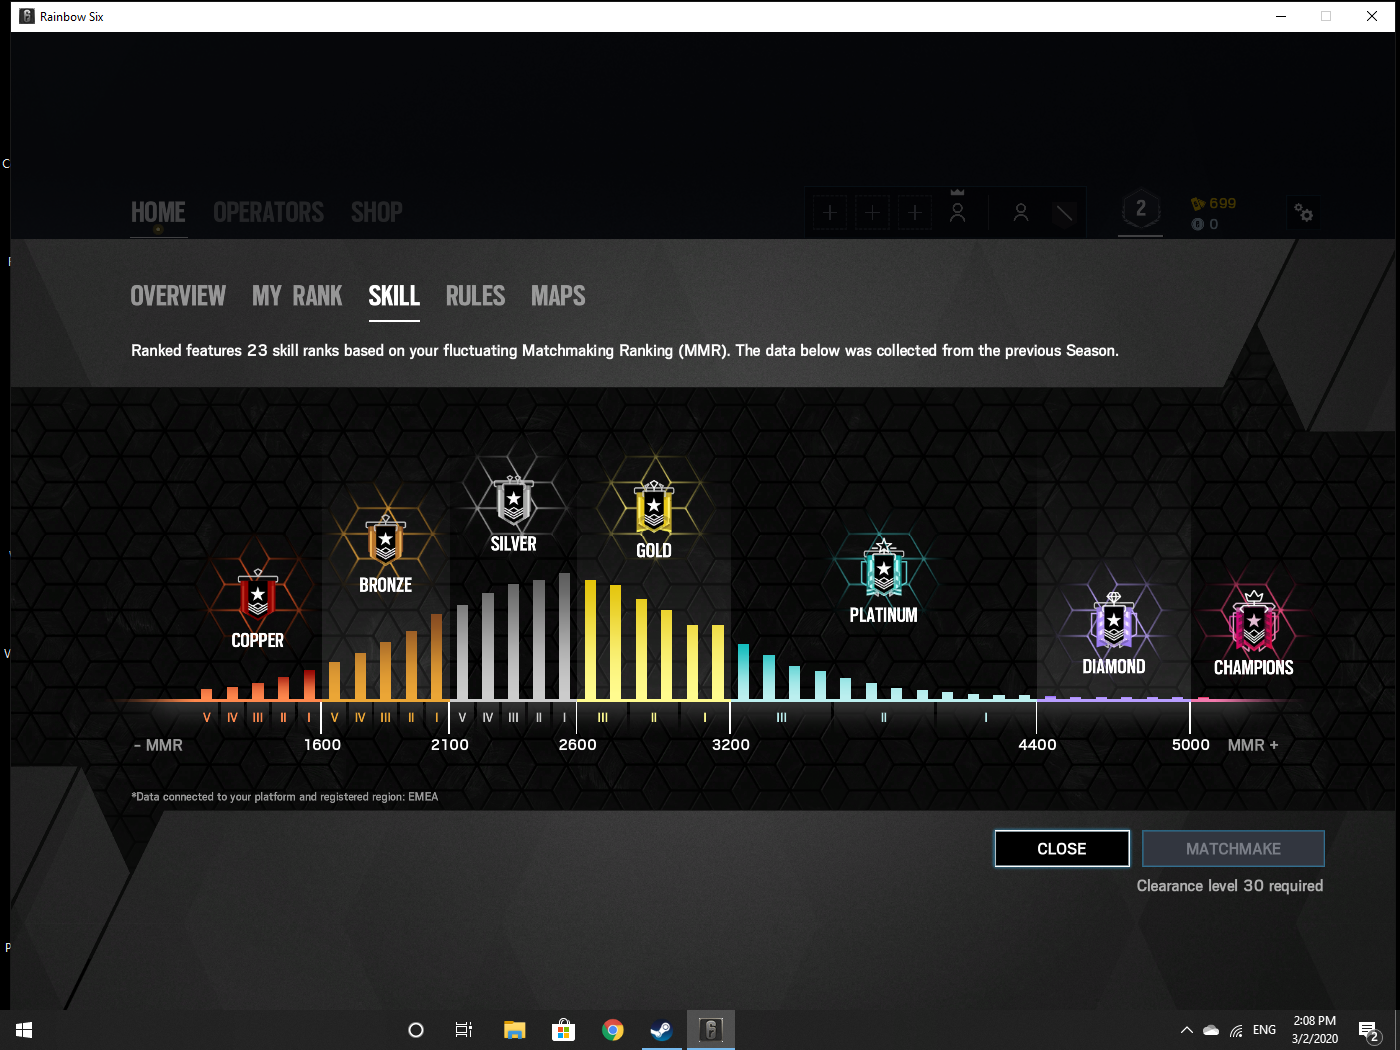 Rainbow Six
HOME OPERATORS SHOP
2
699
0
OVERVIEW MY RANK SKILL RULES MAPS
Ranked features 23 skill ranks based on your fluctuating Matchmaking Ranking (MMR). The data below was collected from the previous Season.
COPPER
BRONZE
SILVER
GOLD
PLATINUM
DIAMOND
CHAMPIONS
V IV III II I V IV III II I V IV III II I III II I III II I
- MMR 1600 2100 2600 3200 4400 5000 MMR +
*Data connected to your platform and registered region: EMEA
CLOSE MATCHMAKE
Clearance level 30 required
ENG
2:08 PM
3/2/2020
2